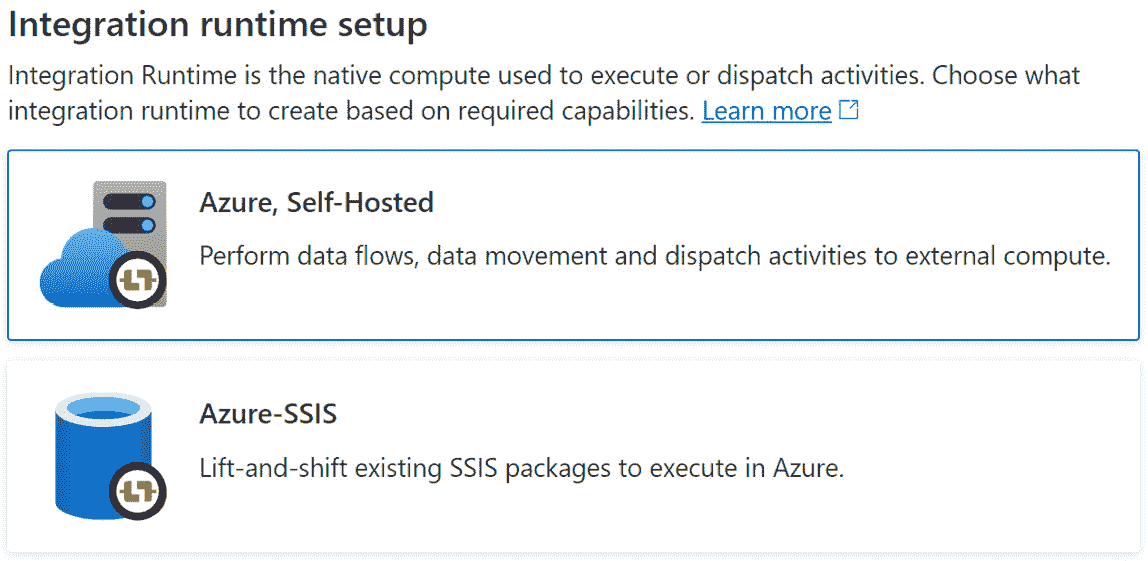 Integration runtime setup
Integration Runtime is the native compute used to execute or dispatch activities. Choose what
integration runtime to create based on required capabilities. Learn more
Azure, Self-Hosted
Perform data flows, data movement and dispatch activities to external compute.
Azure-SSIS
Lift-and-shift existing SSIS packages to execute in Azure.